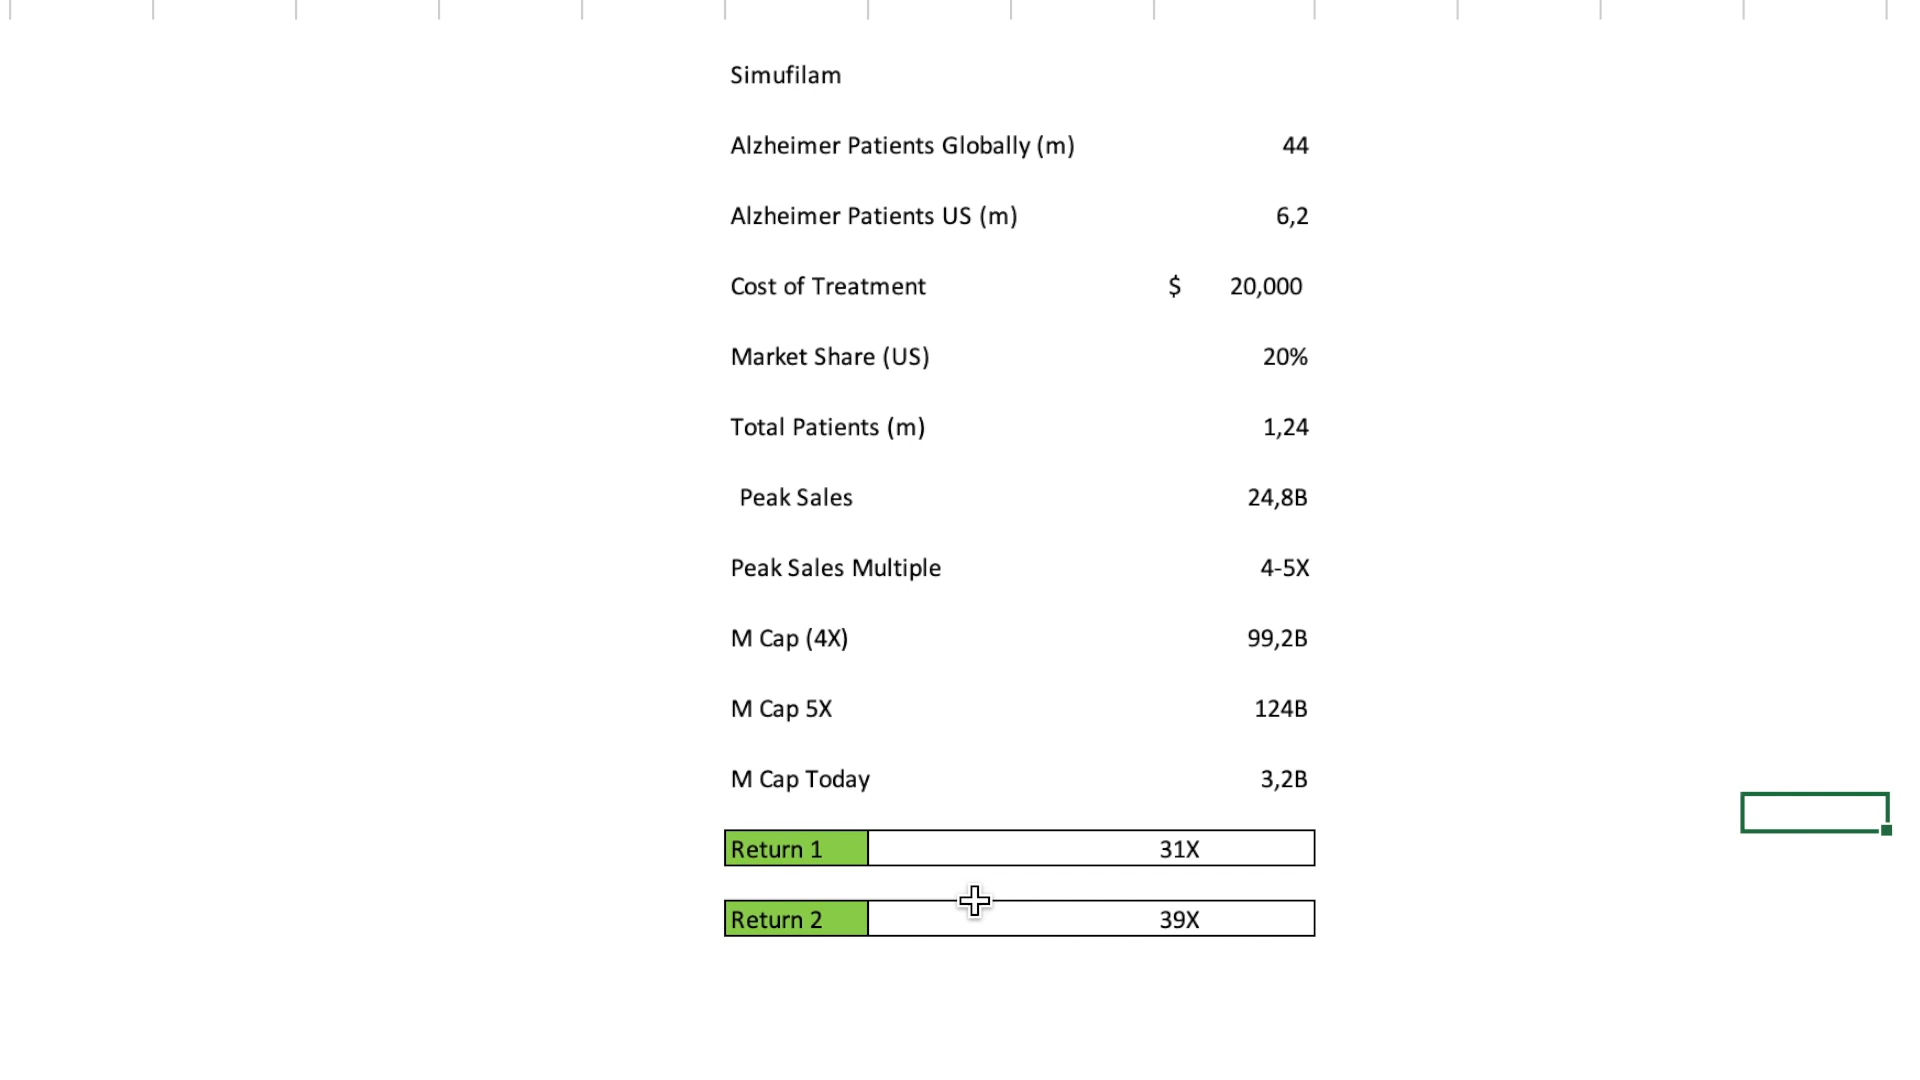 Simufilam
Alzheimer Patients Globally (m) 44
Alzheimer Patients US (m) 6,2
Cost of Treatment $ 20,000
Market Share (US) 20%
Total Patients (m) 1,24
Peak Sales 24,8B
Peak Sales Multiple 4-5X
M Cap (4X) 99,2B
M Cap 5X 124B
M Cap Today 3,2B
Return 1 31X
Return 2 39X